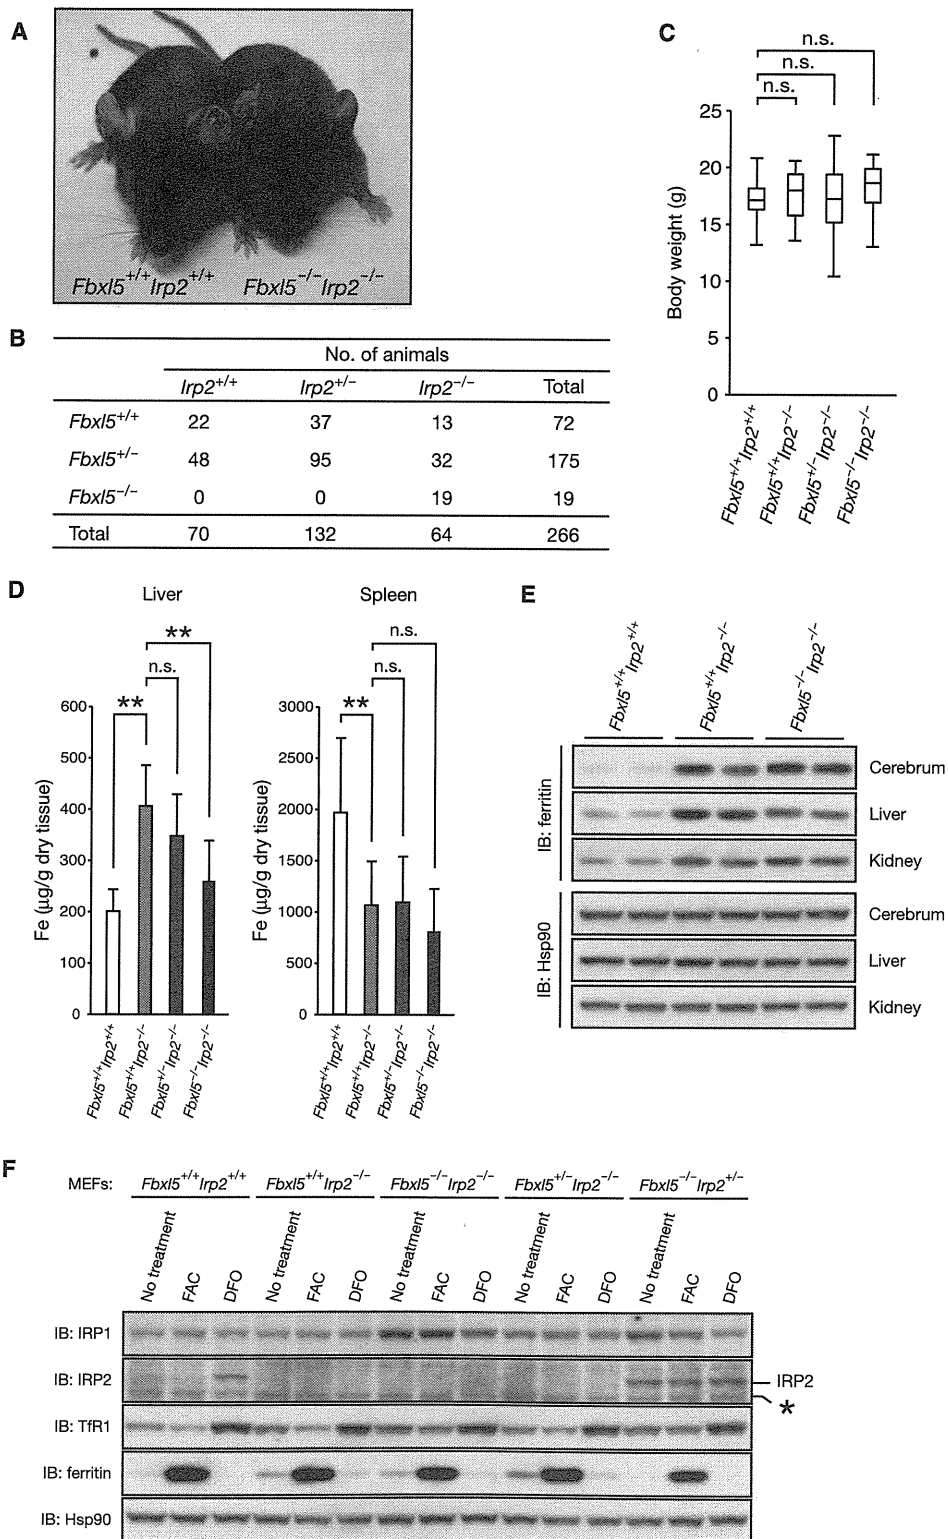 A
Fbxl5+/+Irp2+/+ Fbxl5−/−Irp2−/−
B
No. of animals
Irp2+/+ Irp2+/− Irp2−/− Total
Fbxl5+/+ 22 37 13 72
Fbxl5+/− 48 95 32 175
Fbxl5−/− 0 0 19 19
Total 70 132 64 266
C
n.s.
n.s.
n.s.
Body weight (g)
25
20
15
10
5
0
Fbxl5+/+Irp2+/+
Fbxl5+/+Irp2−/−
Fbxl5+/−Irp2−/−
Fbxl5−/−Irp2−/−
D
Liver
**
n.s.
**
Fe (μg/g dry tissue)
600
500
400
300
200
100
0
Fbxl5+/+Irp2+/+
Fbxl5+/+Irp2−/−
Fbxl5+/−Irp2−/−
Fbxl5−/−Irp2−/−
Spleen
n.s.
n.s.
**
Fe (μg/g dry tissue)
3000
2500
2000
1500
1000
500
0
Fbxl5+/+Irp2+/+
Fbxl5+/+Irp2−/−
Fbxl5+/−Irp2−/−
Fbxl5−/−Irp2−/−
E
Fbxl5+/+Irp2+/+
Fbxl5+/+Irp2−/−
Fbxl5−/−Irp2−/−
IB: ferritin
Cerebrum
Liver
Kidney
IB: Hsp90
Cerebrum
Liver
Kidney
F
MEFs: Fbxl5+/+Irp2+/+ Fbxl5+/+Irp2−/− Fbxl5−/−Irp2−/− Fbxl5+/−Irp2−/− Fbxl5−/−Irp2+/−
No treatment FAC DFO No treatment FAC DFO No treatment FAC DFO No treatment FAC DFO No treatment FAC DFO
IB: IRP1
IB: IRP2 IRP2
*
IB: TfR1
IB: ferritin
IB: Hsp90